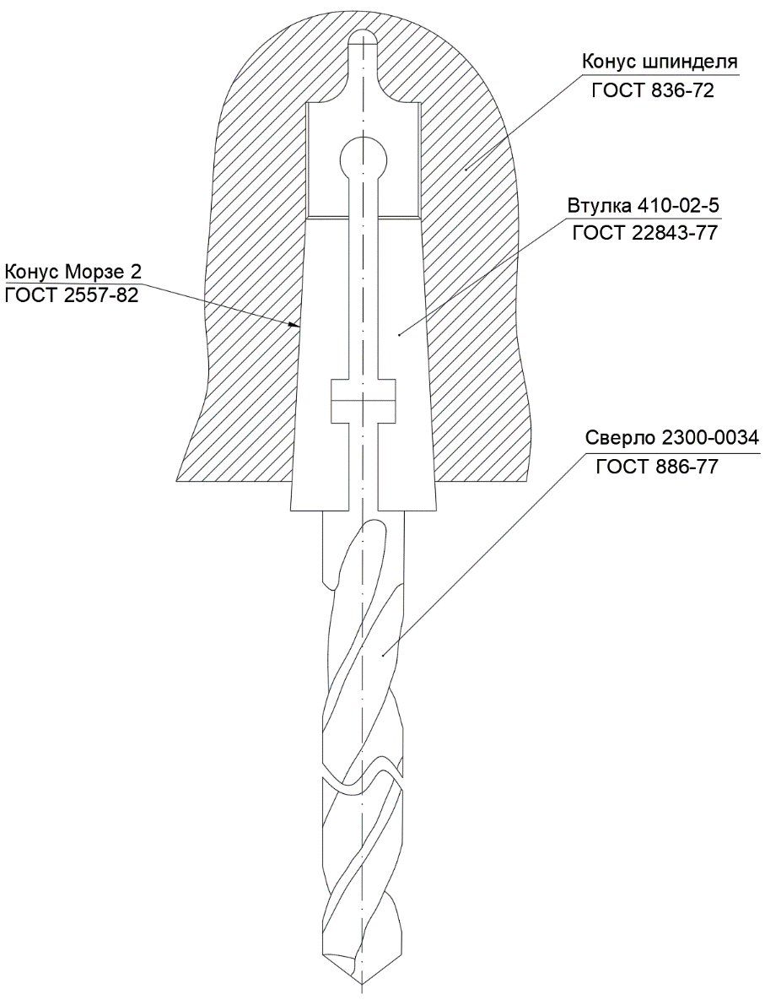 Конус шпинделя
ГОСТ 836-72
Втулка 410-02-5
ГОСТ 22843-77
Конус Морзе 2
ГОСТ 2557-82
Сверло 2300-0034
ГОСТ 886-77